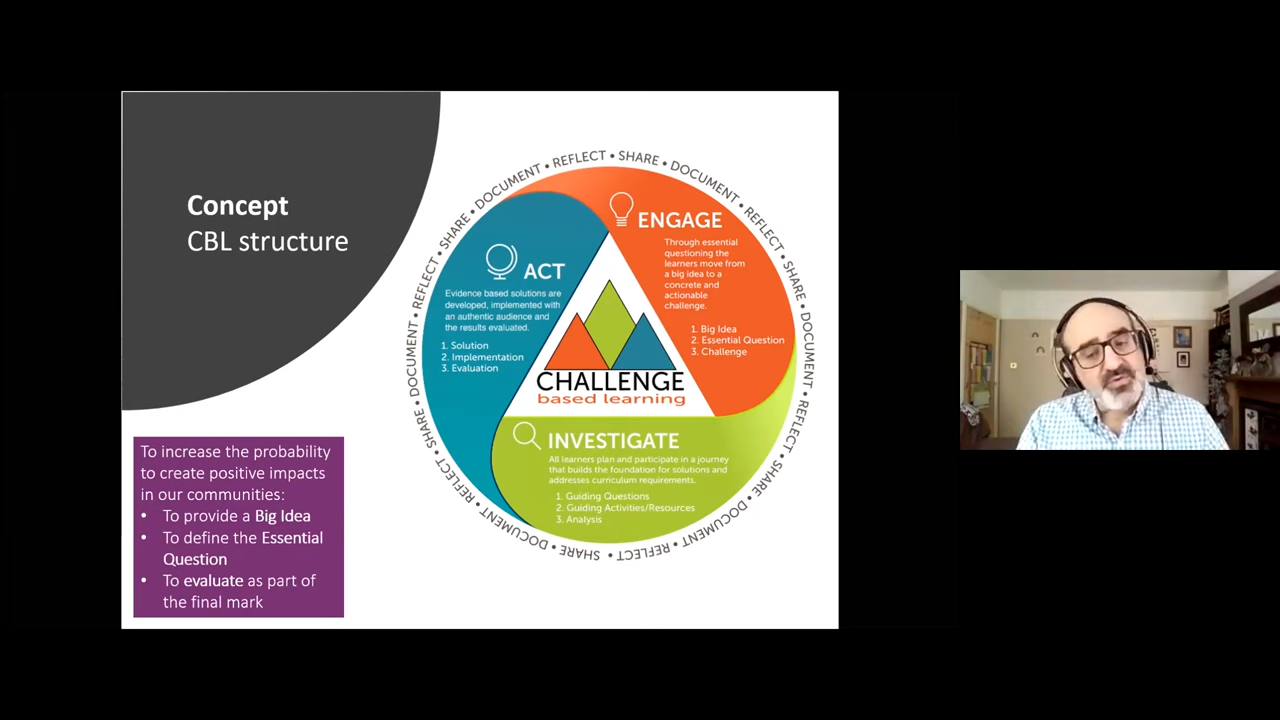 Concept
CBL structure
To increase the probability
to create positive impacts
in our communities:
• To provide a Big Idea
• To define the Essential
Question
• To evaluate as part of
the final mark
REFLECT • SHARE • DOCUMENT • REFLECT • SHARE • DOCUMENT • REFLECT • SHARE • DOCUMENT • REFLECT • SHARE • DOCUMENT • REFLECT • SHARE • DOCUMENT • REFLECT • SHARE • DOCUMENT •
ENGAGE
Through essential
questioning the
learners move from
a big idea to a
concrete and
actionable
challenge.
1. Big Idea
2. Essential Question
3. Challenge
ACT
Evidence based solutions are
developed, implemented with
an authentic audience and
the results evaluated.
1. Solution
2. Implementation
3. Evaluation
CHALLENGE
based learning
INVESTIGATE
All learners plan and participate in a journey
that builds the foundation for solutions and
addresses curriculum requirements.
1. Guiding Questions
2. Guiding Activities/Resources
3. Analysis